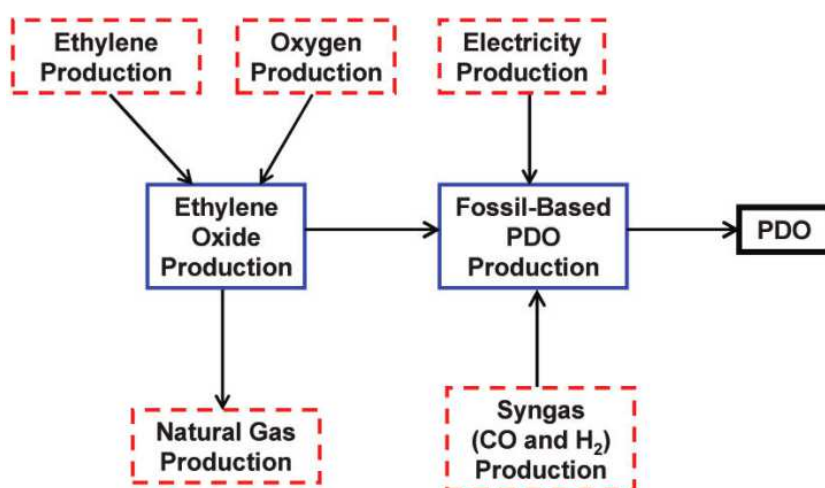 Ethylene
Production
Oxygen
Production
Electricity
Production
Ethylene
Oxide
Production
Fossil-Based
PDO
Production
PDO
Natural Gas
Production
Syngas
(CO and H₂)
Production